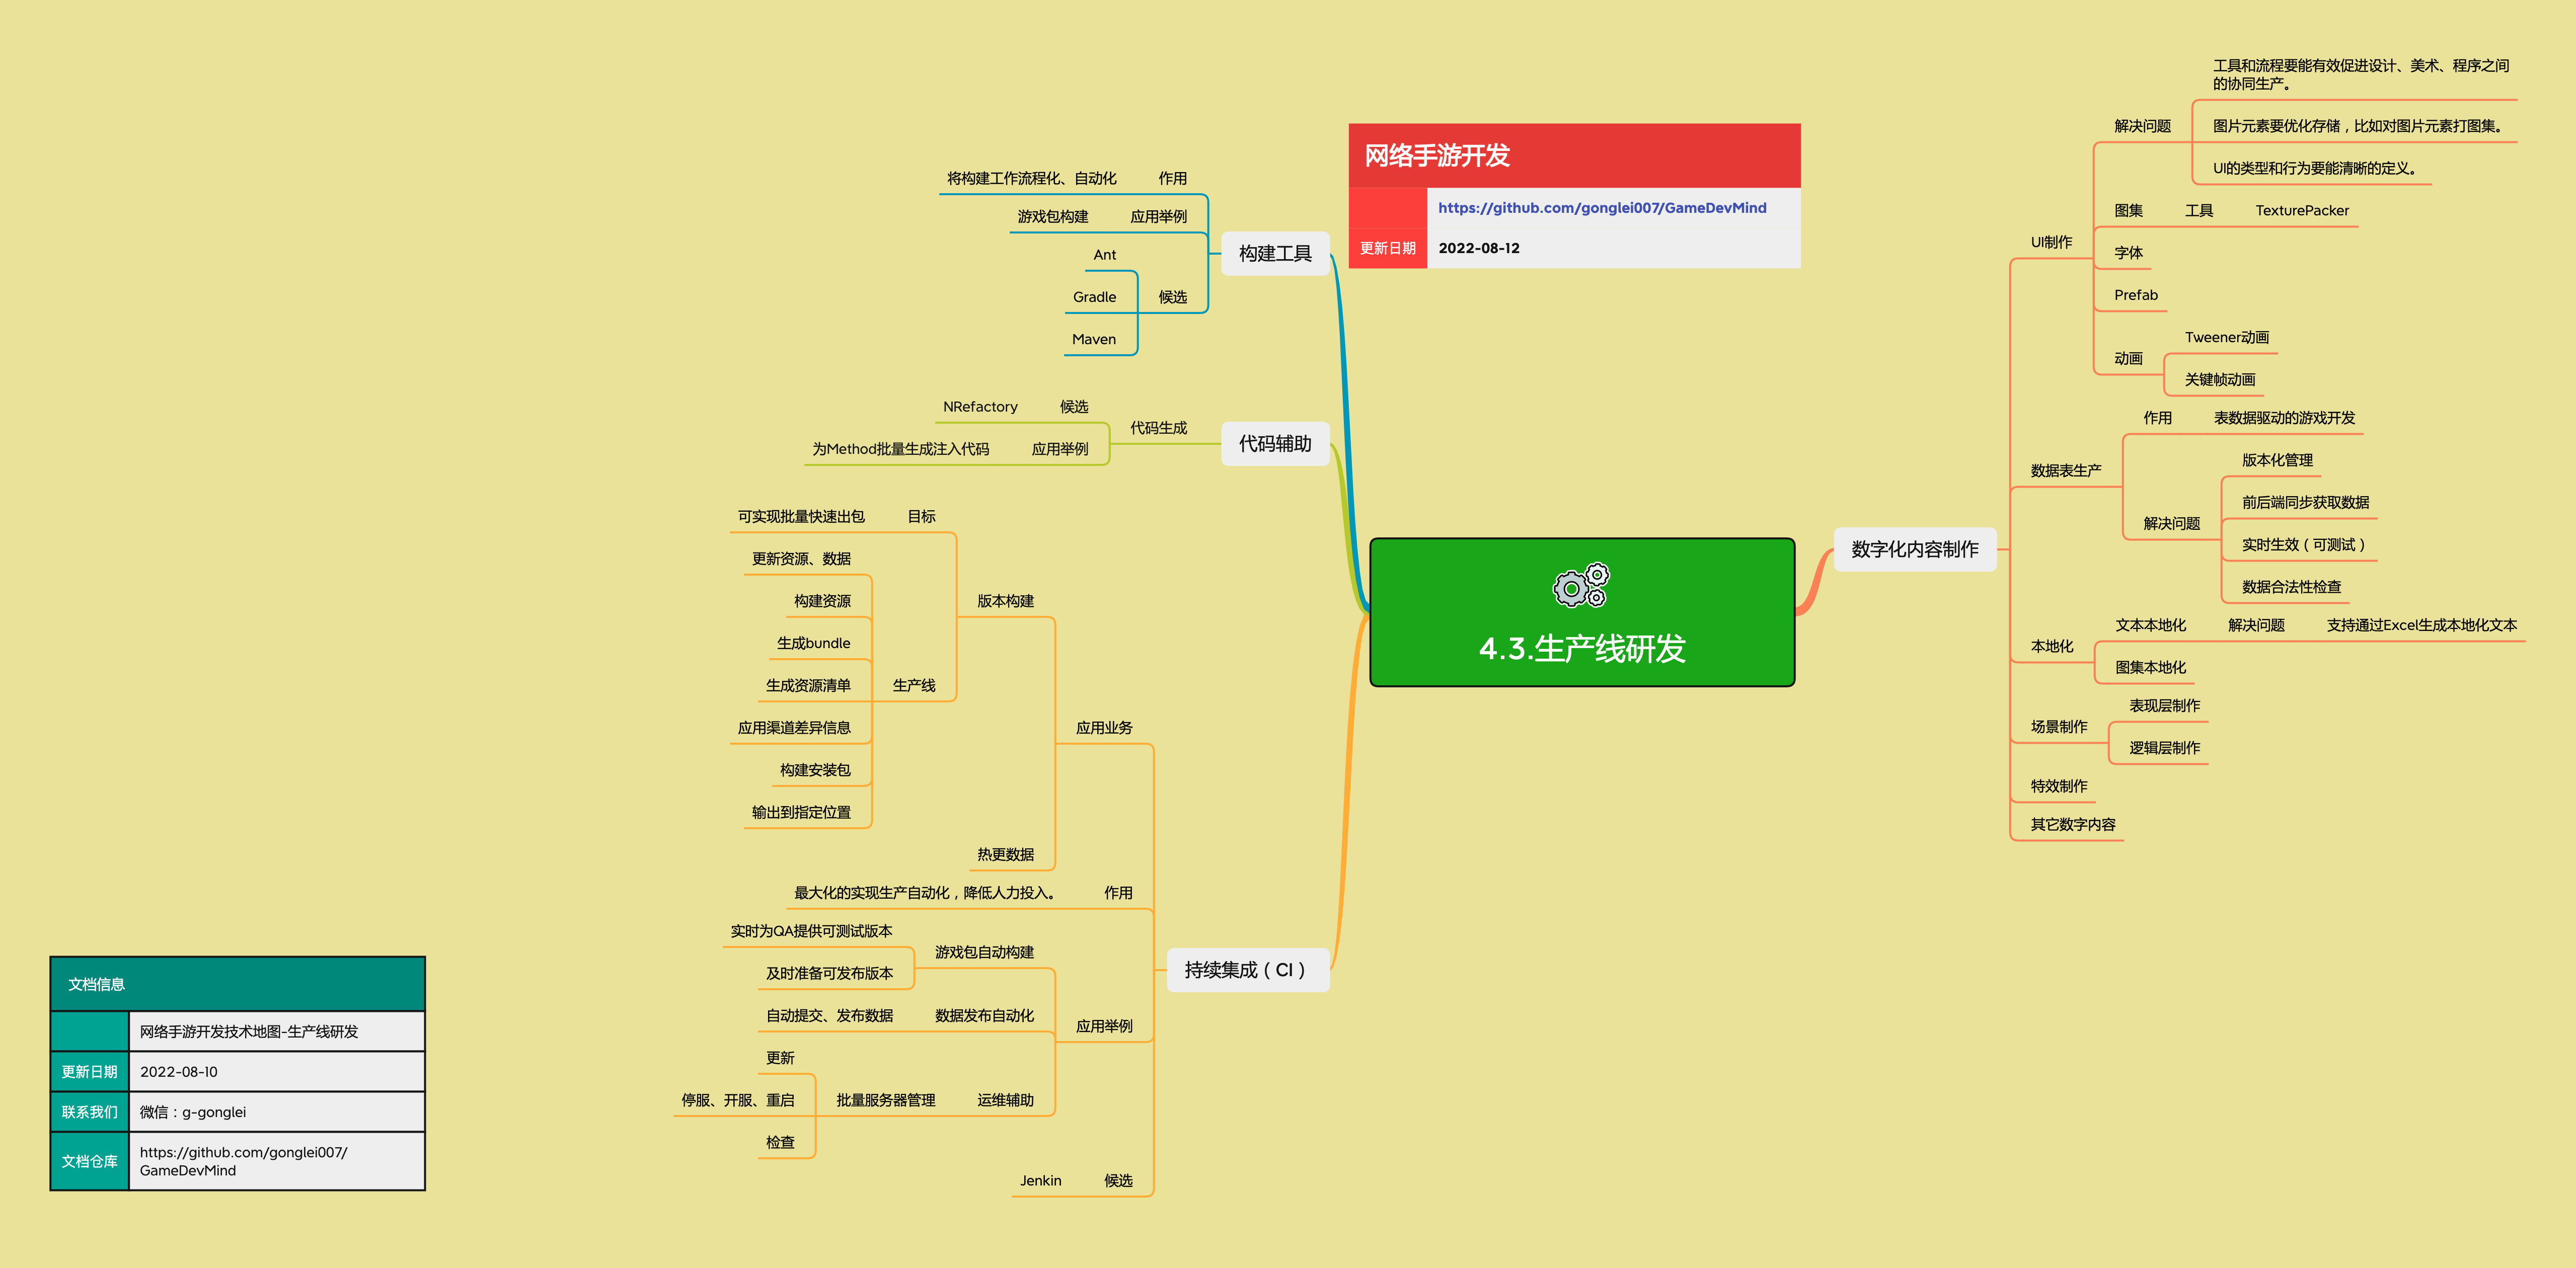 网络手游开发
https://github.com/gonglei007/GameDevMind
更新日期
2022-08-12
4.3.生产线研发
构建工具
作用
将构建工作流程化、自动化
应用举例
游戏包构建
候选
Ant
Gradle
Maven
代码辅助
代码生成
候选
NRefactory
应用举例
为Method批量生成注入代码
持续集成（CI）
应用业务
版本构建
目标
可实现批量快速出包
生产线
更新资源、数据
构建资源
生成bundle
生成资源清单
应用渠道差异信息
构建安装包
输出到指定位置
热更数据
作用
最大化的实现生产自动化，降低人力投入。
应用举例
游戏包自动构建
实时为QA提供可测试版本
及时准备可发布版本
数据发布自动化
自动提交、发布数据
运维辅助
批量服务器管理
更新
停服、开服、重启
检查
候选
Jenkin
数字化内容制作
UI制作
解决问题
工具和流程要能有效促进设计、美术、程序之间
的协同生产。
图片元素要优化存储，比如对图片元素打图集。
UI的类型和行为要能清晰的定义。
图集
工具
TexturePacker
字体
Prefab
动画
Tweener动画
关键帧动画
数据表生产
作用
表数据驱动的游戏开发
解决问题
版本化管理
前后端同步获取数据
实时生效（可测试）
数据合法性检查
本地化
文本本地化
解决问题
支持通过Excel生成本地化文本
图集本地化
场景制作
表现层制作
逻辑层制作
特效制作
其它数字内容
文档信息
网络手游开发技术地图-生产线研发
更新日期
2022-08-10
联系我们
微信：g-gonglei
文档仓库
https://github.com/gonglei007/
GameDevMind